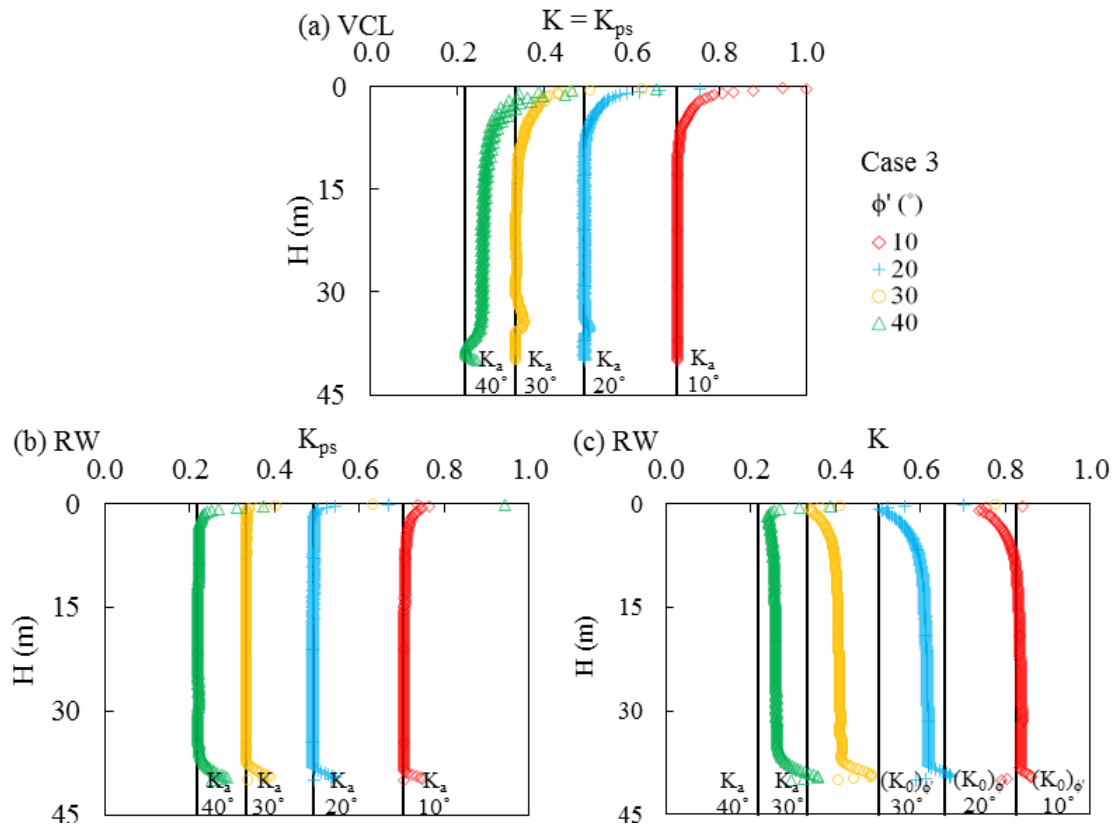 (a) VCL K = Kps
0.0 0.2 0.4 0.6 0.8 1.0
0
15
30
45
H (m)
Ka Ka Ka Ka
40° 30° 20° 10°
Case 3
ϕ' (°)
10
20
30
40
(b) RW Kps
0.0 0.2 0.4 0.6 0.8 1.0
0
15
30
45
H (m)
Ka Ka Ka Ka
40° 30° 20° 10°
(c) RW K
0.0 0.2 0.4 0.6 0.8 1.0
0
15
30
45
H (m)
Ka Ka (K0)ϕ' (K0)ϕ' (K0)ϕ'
40° 30° 30° 20° 10°